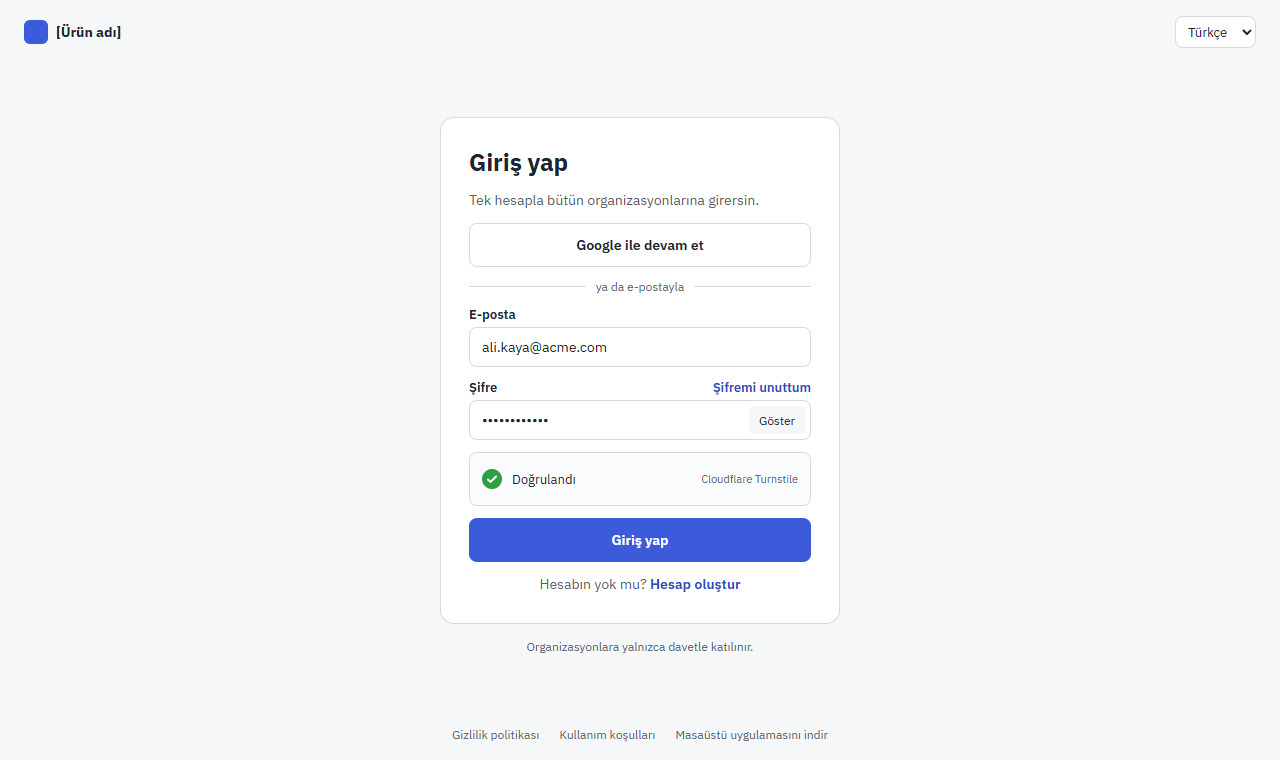 [Ürün adı]
Türkçe
Giriş yap
Tek hesapla bütün organizasyonlarına girersin.
Google ile devam et
ya da e-postayla
E-posta
ali.kaya@acme.com
Şifre
Şifremi unuttum
••••••••••••
Göster
Doğrulandı
Cloudflare Turnstile
Giriş yap
Hesabın yok mu? Hesap oluştur
Organizasyonlara yalnızca davetle katılınır.
Gizlilik politikası
Kullanım koşulları
Masaüstü uygulamasını indir